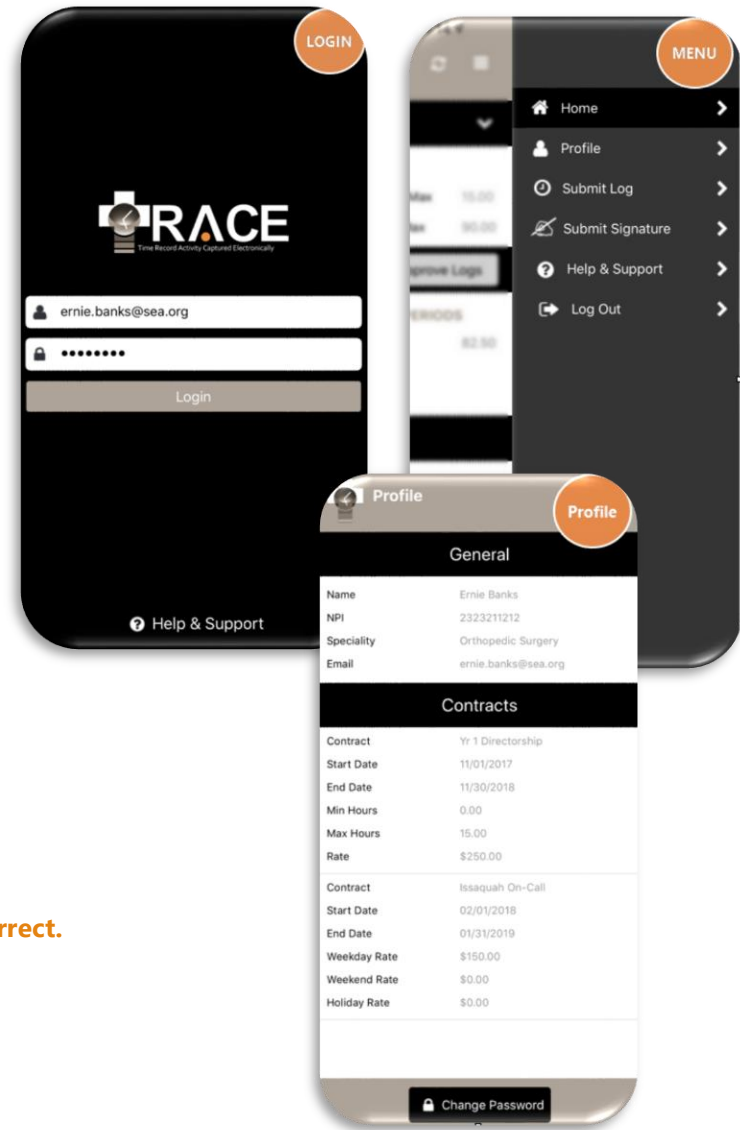 LOGIN
TRACE
Time Record Activity Captured Electronically
ernie.banks@sea.org
••••••••
Login
Help & Support
MENU
Home
Profile
Submit Log
Submit Signature
Help & Support
Log Out
Max 15.00
Max 90.00
Approve Logs
PERIODS
82.50
Profile
Profile
General
Name Ernie Banks
NPI 2323211212
Speciality Orthopedic Surgery
Email ernie.banks@sea.org
Contracts
Contract Yr 1 Directorship
Start Date 11/01/2017
End Date 11/30/2018
Min Hours 0.00
Max Hours 15.00
Rate $250.00
Contract Issaquah On-Call
Start Date 02/01/2018
End Date 01/31/2019
Weekday Rate $150.00
Weekend Rate $0.00
Holiday Rate $0.00
Change Password
rrect.